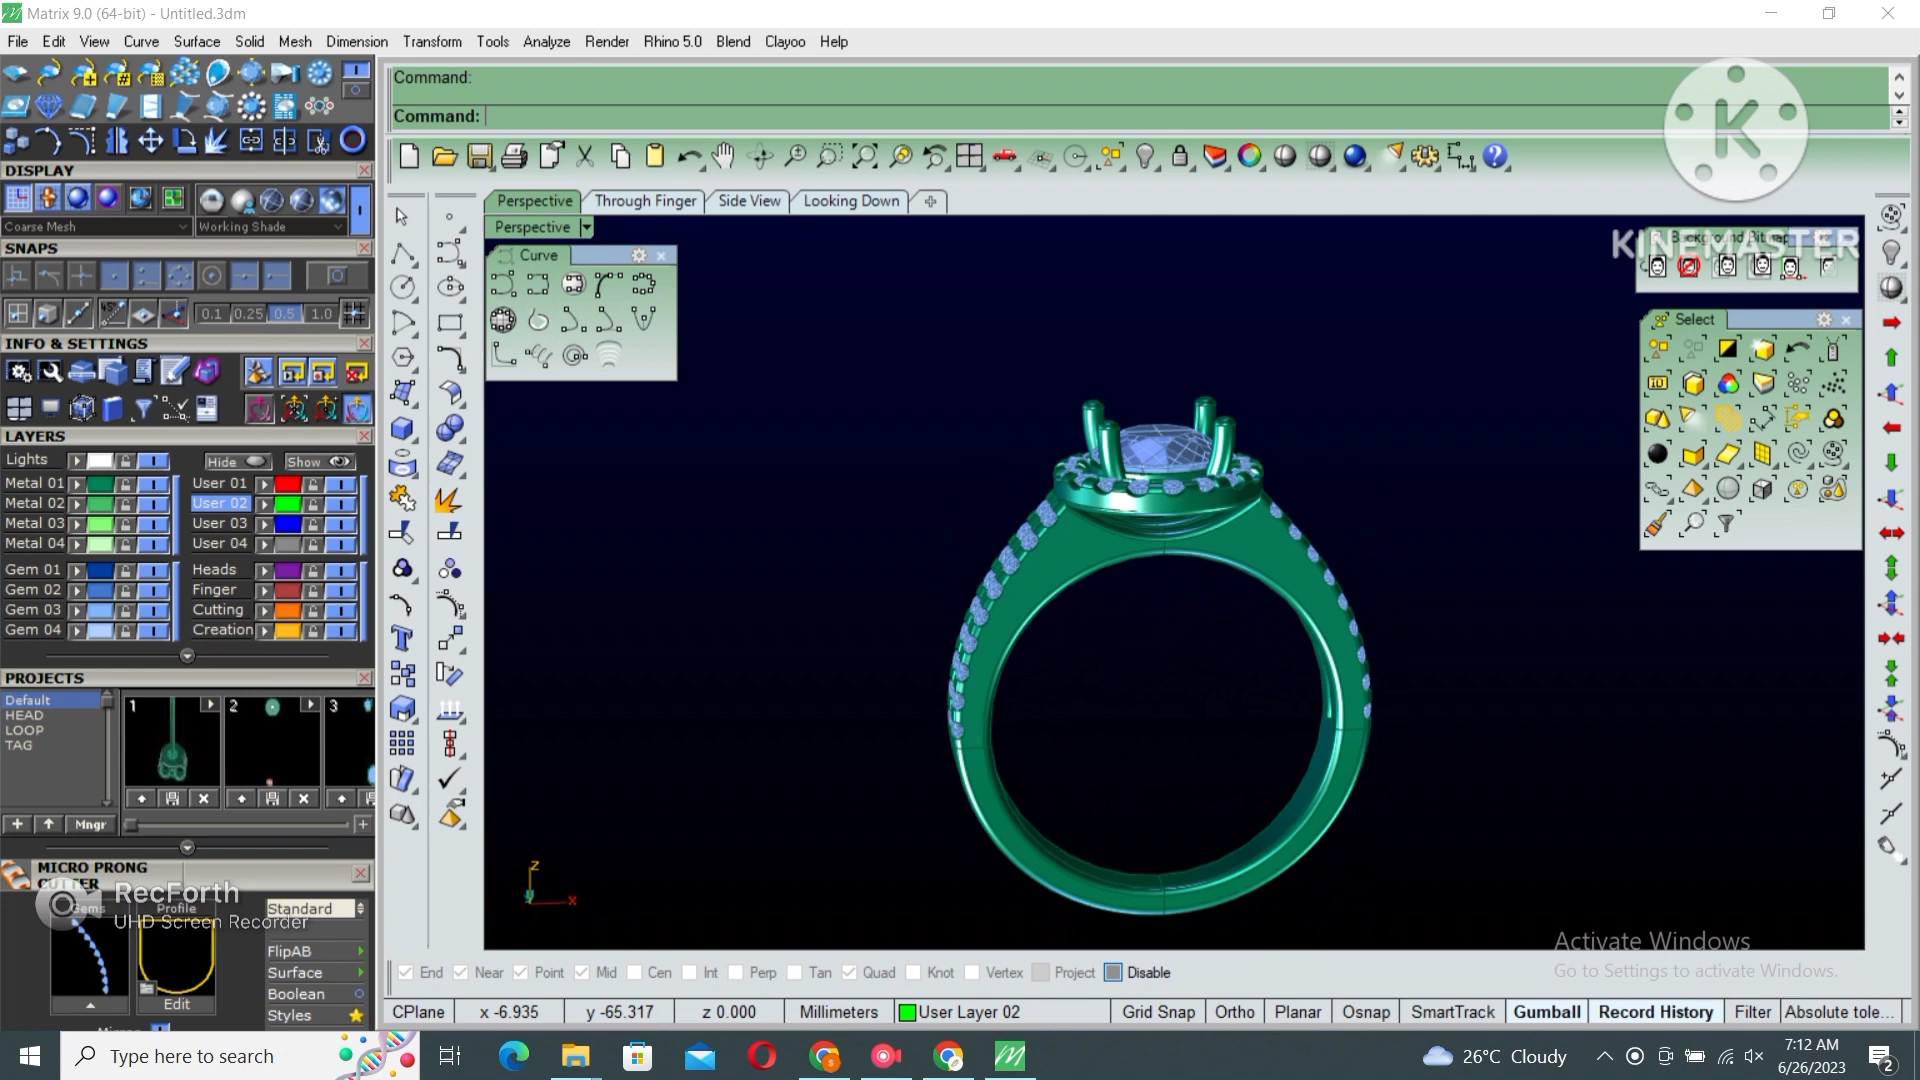 Matrix 9.0 (64-bit) - Untitled.3dm
File Edit View Curve Surface Solid Mesh Dimension Transform Tools Analyze Render Rhino 5.0 Blend Clayoo Help
Command:
Command:
K
DISPLAY
Coarse Mesh Working Shade
SNAPS
0.1 0.25 0.5 1.0
INFO & SETTINGS
LAYERS
Lights Hide Show
Metal 01 User 01
Metal 02 User 02
Metal 03 User 03
Metal 04 User 04
Gem 01 Heads
Gem 02 Finger
Gem 03 Cutting
Gem 04 Creation
PROJECTS
Default
HEAD
LOOP
TAG
1 2 3
Mngr
MICRO PRONG
CUTTER
RecForth
UHD Screen Recorder
Gems Profile Standard
FlipAB
Surface
Boolean
Edit
Styles
Perspective Through Finger Side View Looking Down
Perspective
Curve
KINEMASTER
Background Bitmap
Select
z
x
y
Activate Windows
Go to Settings to activate Windows.
End Near Point Mid Cen Int Perp Tan Quad Knot Vertex Project Disable
CPlane x -6.935 y -65.317 z 0.000 Millimeters User Layer 02 Grid Snap Ortho Planar Osnap SmartTrack Gumball Record History Filter Absolute tole...
Type here to search
26°C Cloudy
7:12 AM
6/26/2023
2